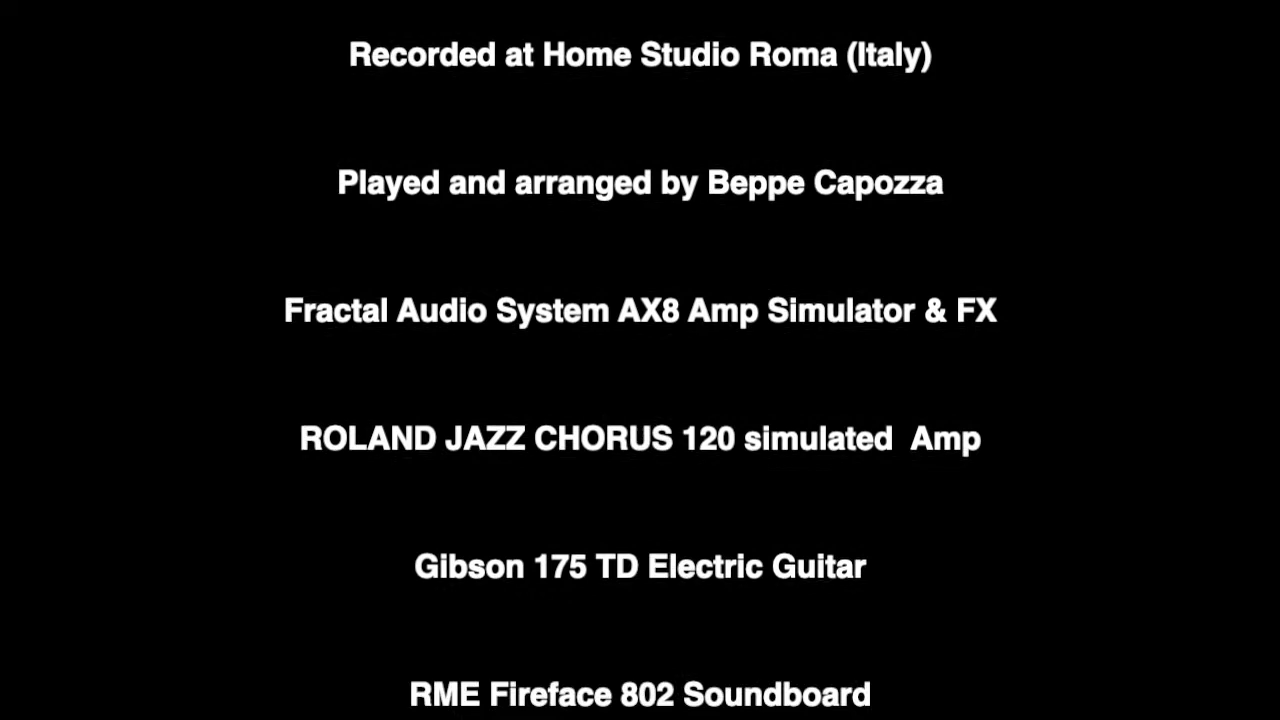 Recorded at Home Studio Roma (Italy)
Played and arranged by Beppe Capozza
Fractal Audio System AX8 Amp Simulator & FX
ROLAND JAZZ CHORUS 120 simulated  Amp
Gibson 175 TD Electric Guitar
RME Fireface 802 Soundboard